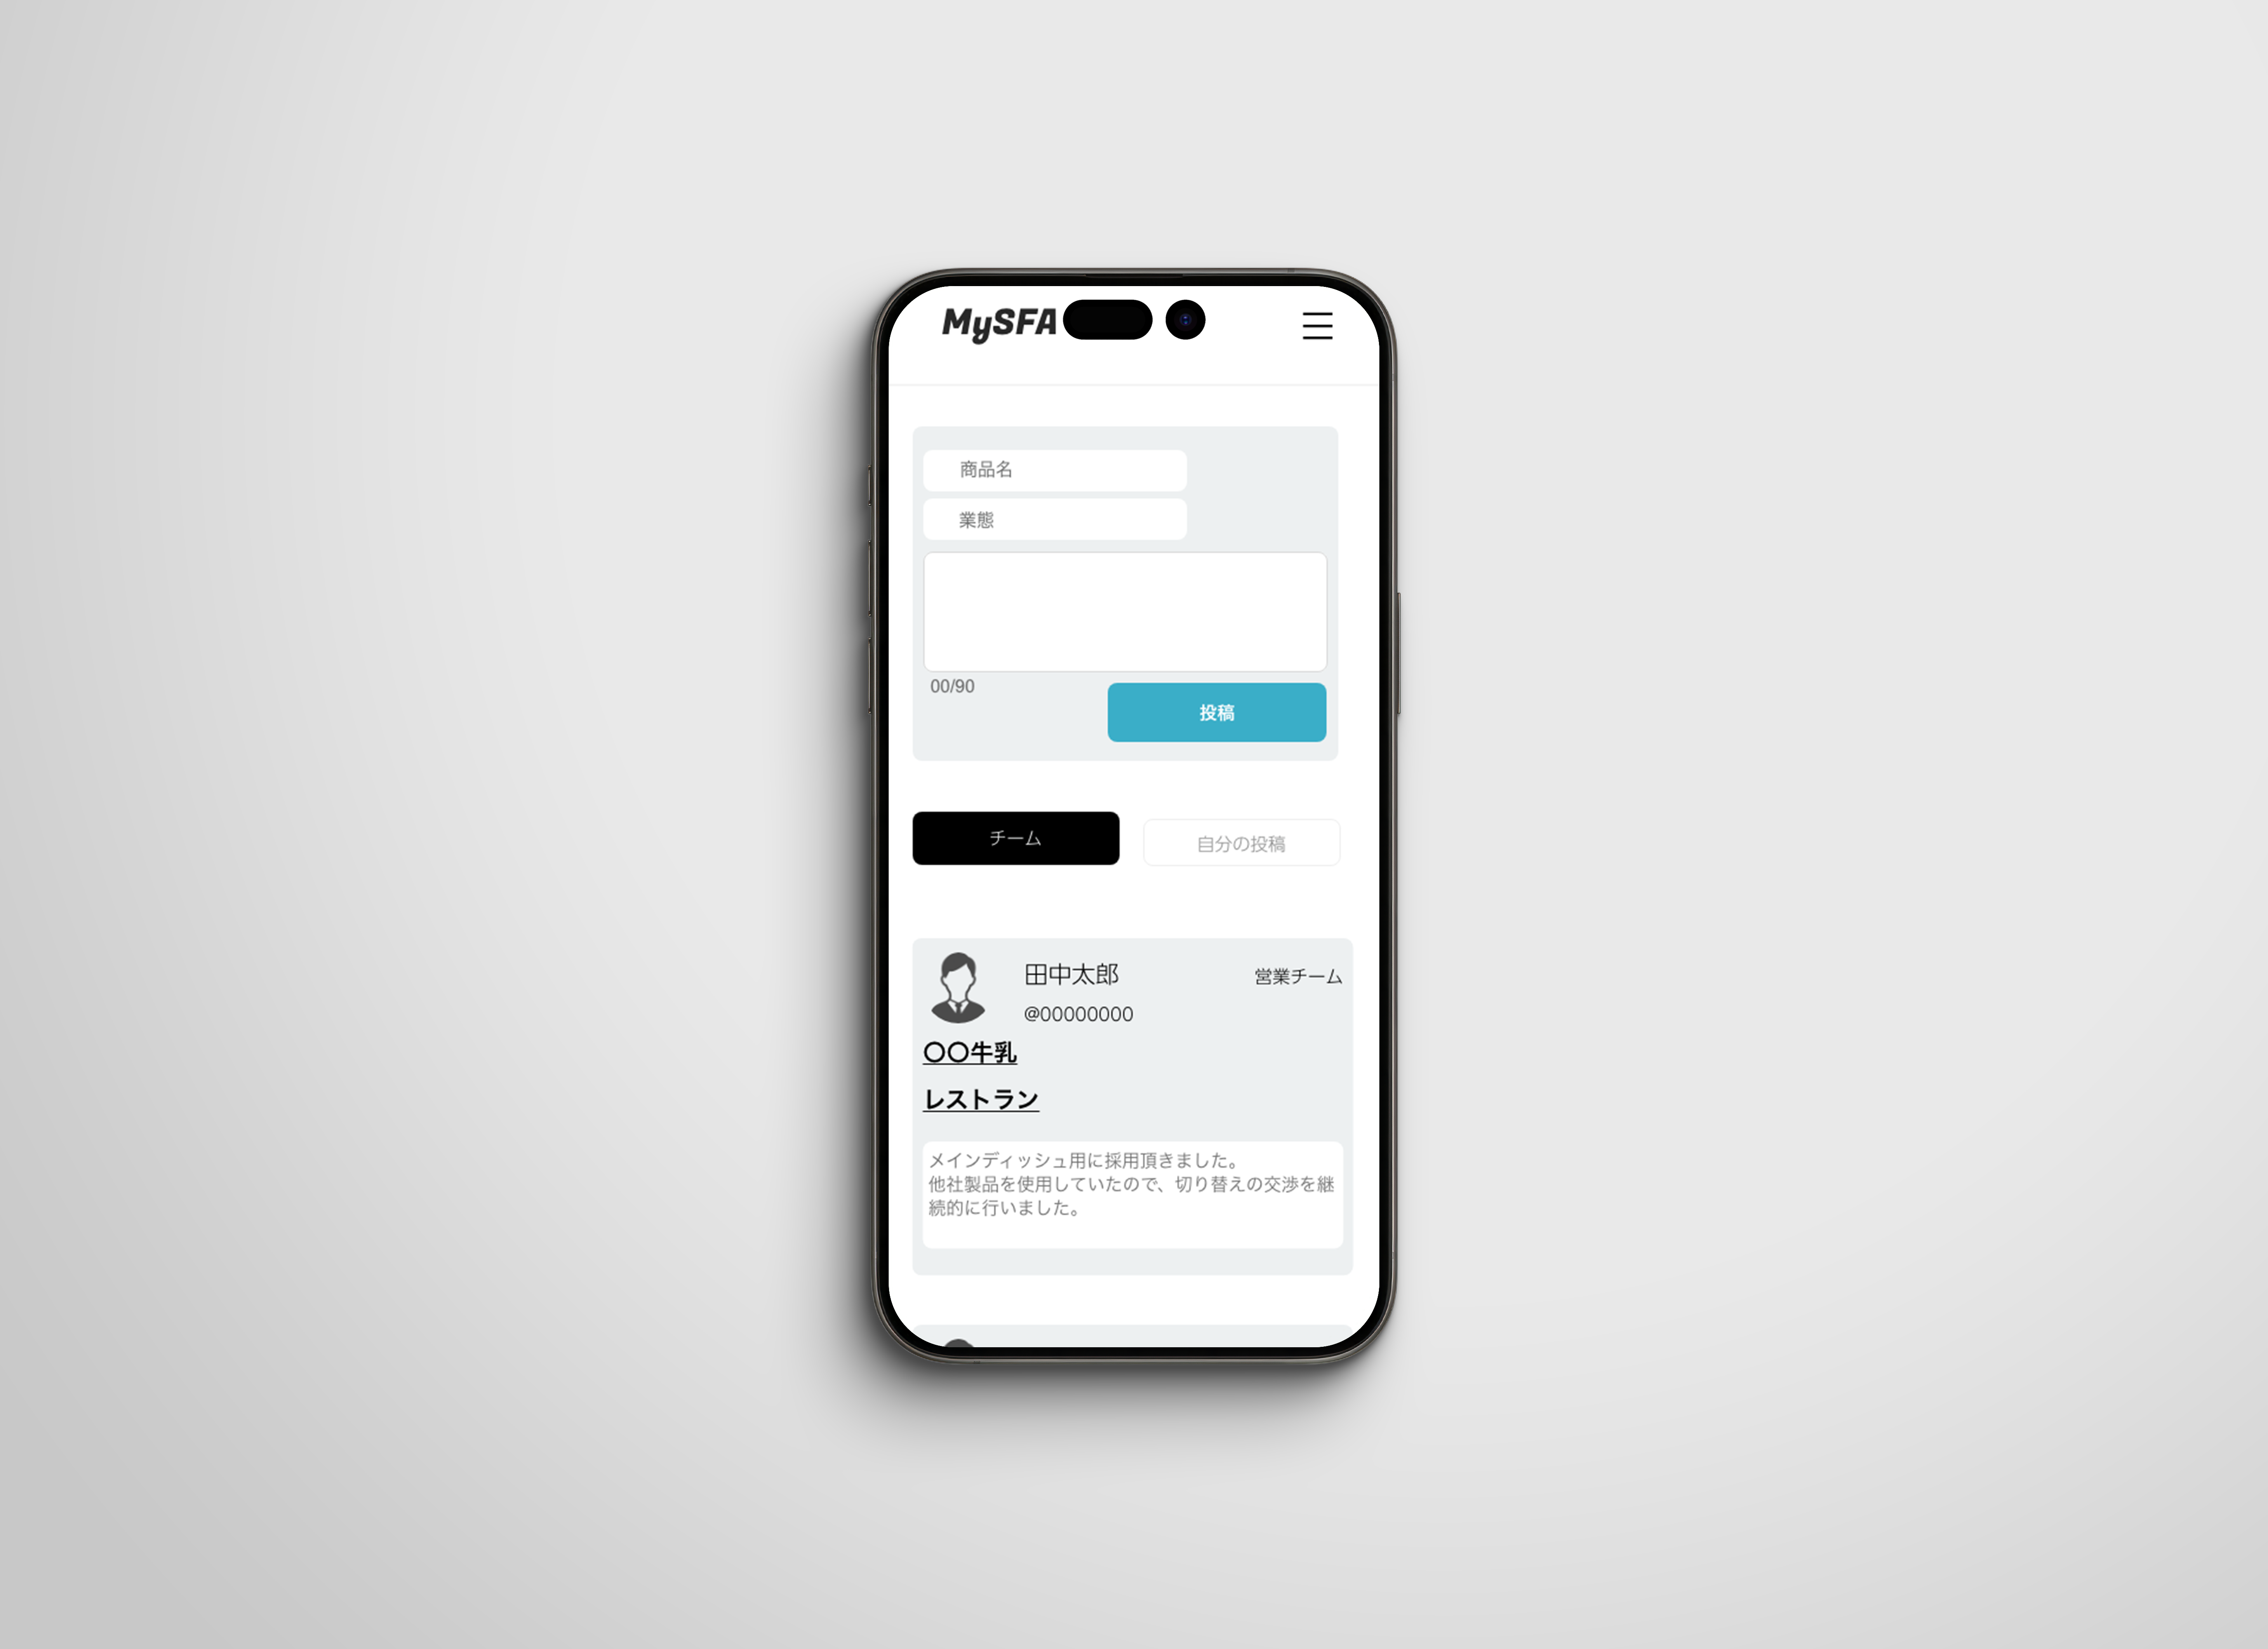 MySFA
商品名
業態
00/90
投稿
チーム
自分の投稿
田中太郎
営業チーム
@00000000
〇〇牛乳
レストラン
メインディッシュ用に採用頂きました。
他社製品を使用していたので、切り替えの交渉を継
続的に行いました。